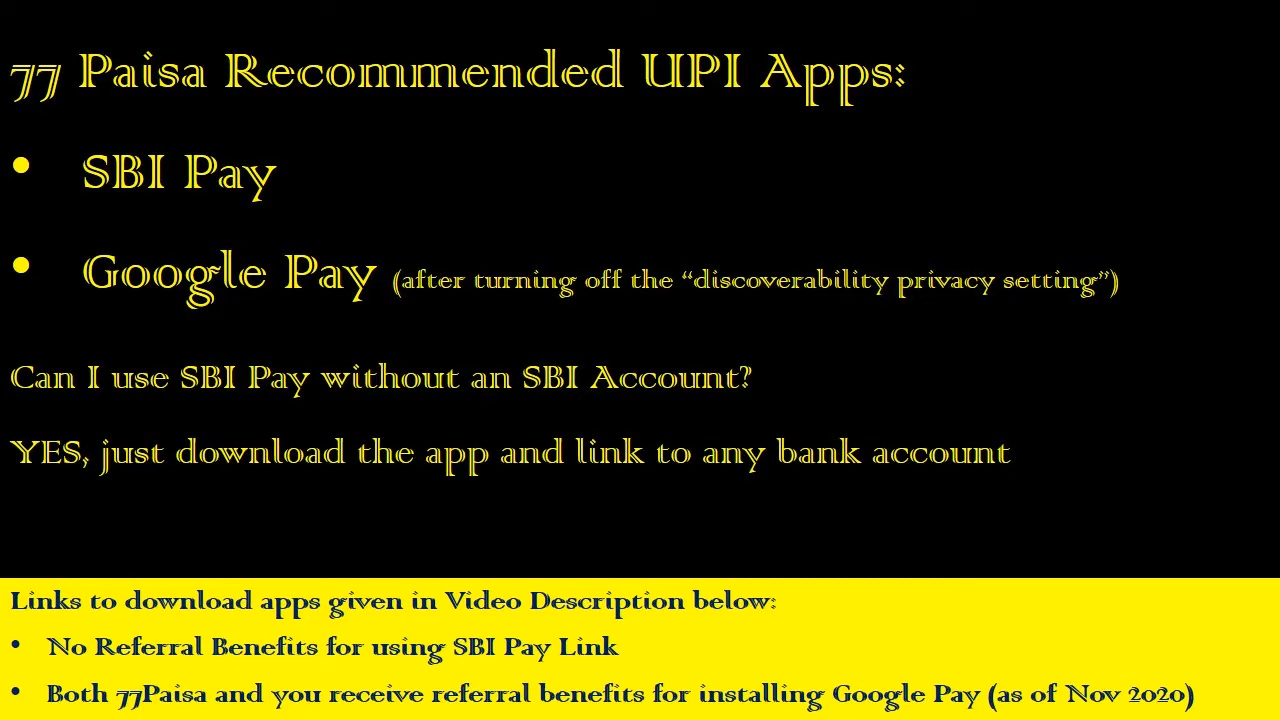 77 Paisa Recommended UPI Apps:
• SBI Pay
• Google Pay (after turning off the “discoverability privacy setting”)
Can I use SBI Pay without an SBI Account?
YES, just download the app and link to any bank account
Links to download apps given in Video Description below:
• No Referral Benefits for using SBI Pay Link
• Both 77Paisa and you receive referral benefits for installing Google Pay (as of Nov 2020)